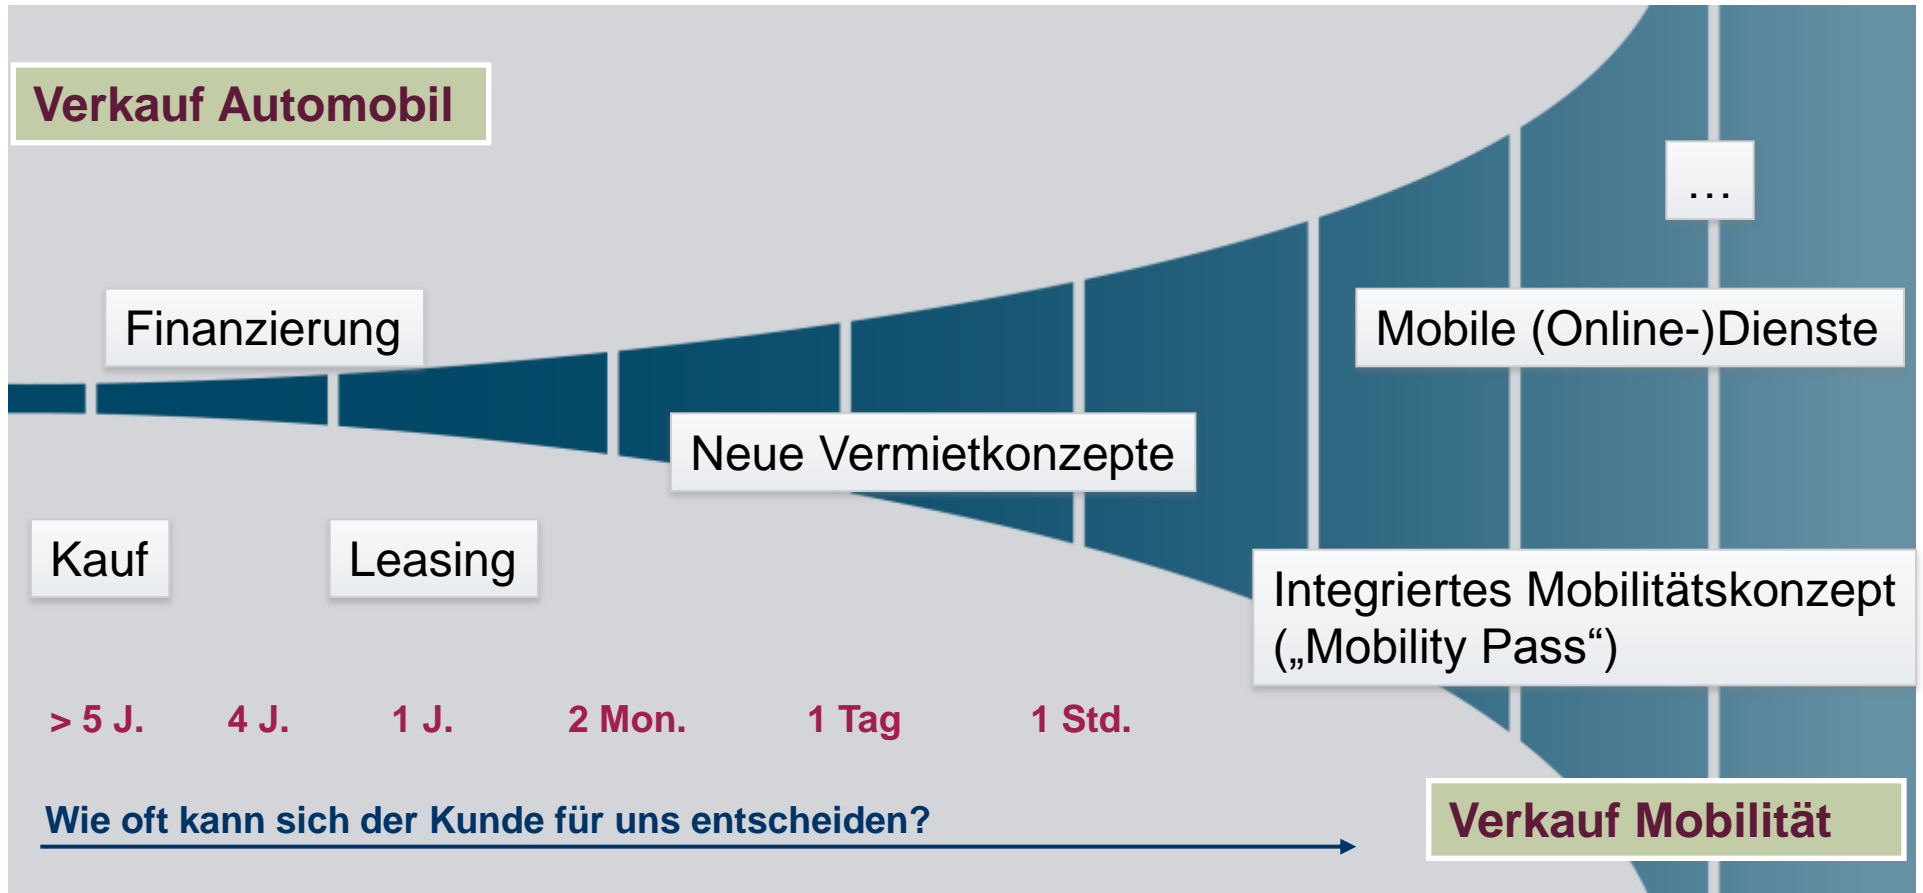 Verkauf Automobil
…
Finanzierung
Mobile (Online-)Dienste
Neue Vermietkonzepte
Kauf
Leasing
Integriertes Mobilitätskonzept
(„Mobility Pass“)
> 5 J.
4 J.
1 J.
2 Mon.
1 Tag
1 Std.
Wie oft kann sich der Kunde für uns entscheiden?
Verkauf Mobilität